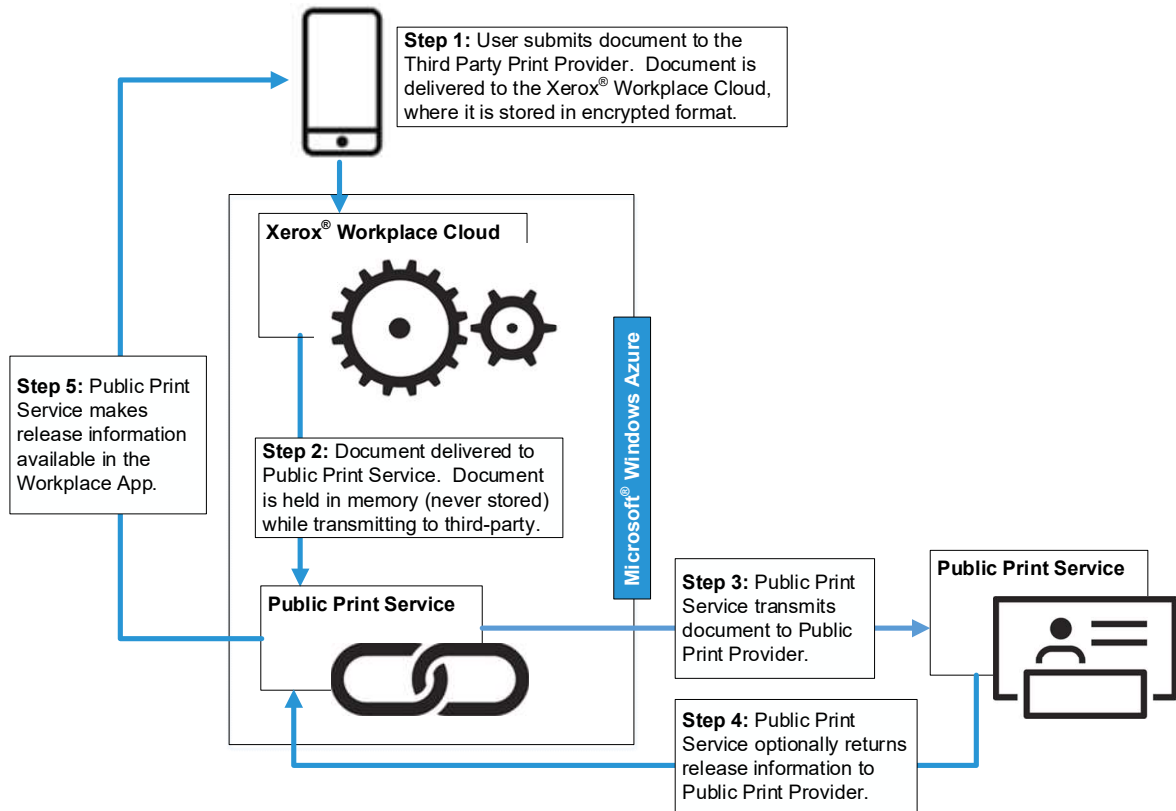 Step 1: User submits document to the
Third Party Print Provider. Document is
delivered to the Xerox® Workplace Cloud,
where it is stored in encrypted format.
Xerox® Workplace Cloud
Microsoft® Windows Azure
Step 5: Public Print
Service makes
release information
available in the
Workplace App.
Step 2: Document delivered to
Public Print Service. Document
is held in memory (never stored)
while transmitting to third-party.
Public Print Service
Step 3: Public Print
Service transmits
document to Public
Print Provider.
Public Print Service
Step 4: Public Print
Service optionally returns
release information to
Public Print Provider.